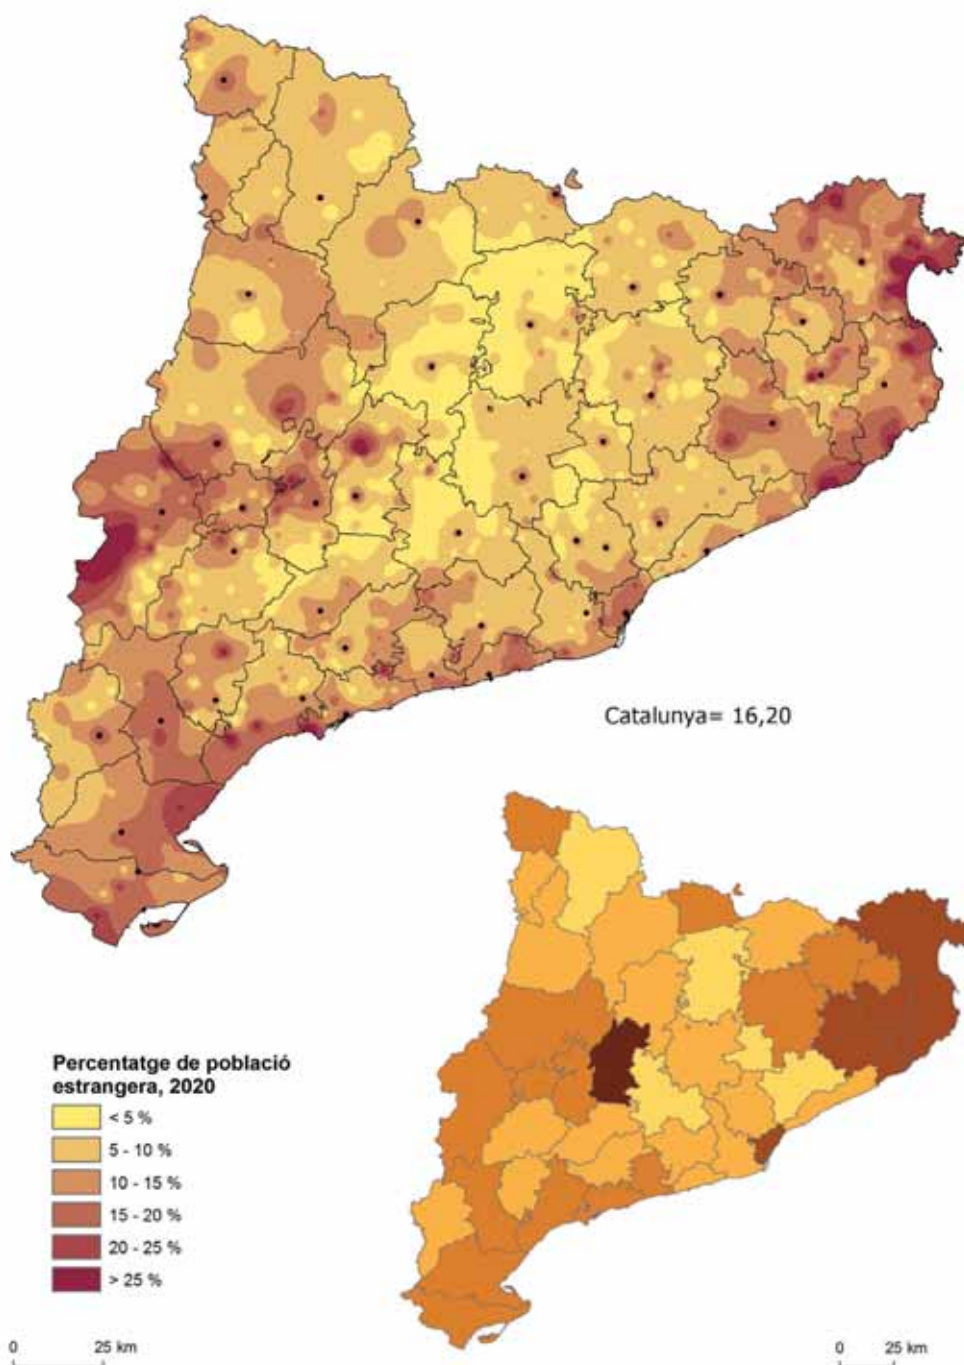 Catalunya= 16,20
Percentatge de població
estrangera, 2020
< 5 %
5 - 10 %
10 - 15 %
15 - 20 %
20 - 25 %
> 25 %
0 25 km
0 25 km